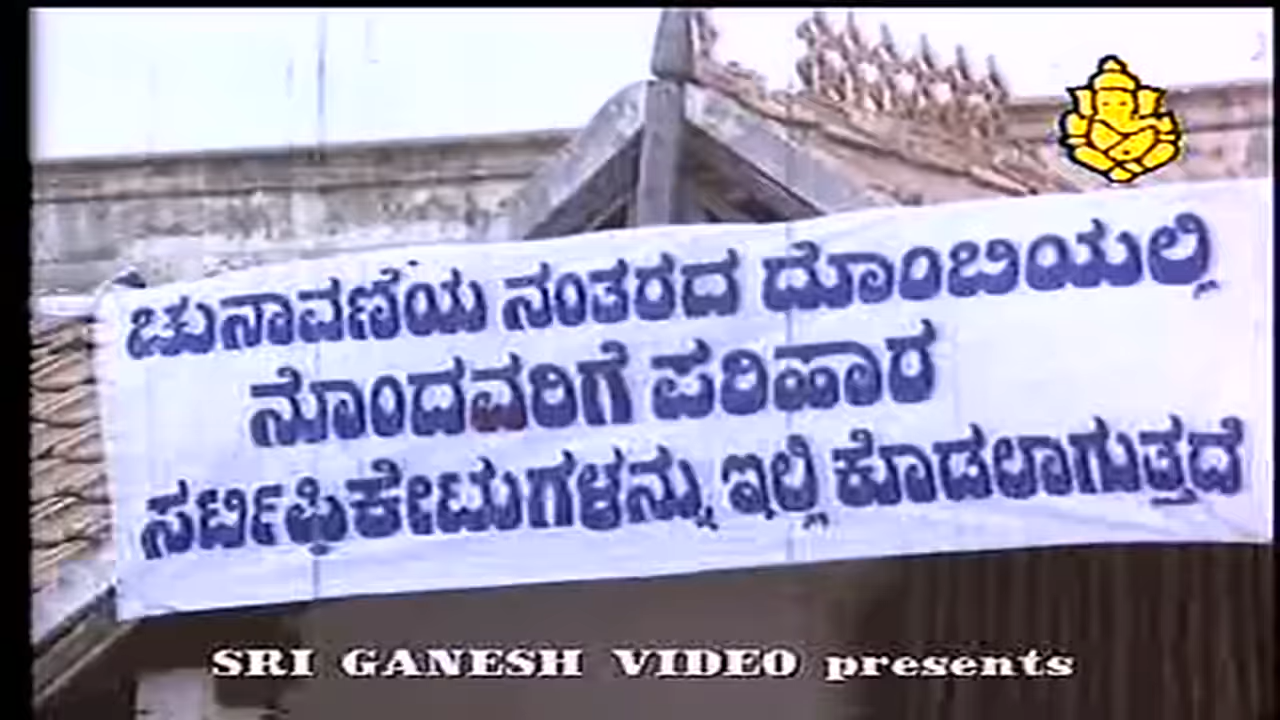 ಚುನಾವಣೆಯ ನಂತರದ ದೊಂಬಿಯಲ್ಲಿ
ನೊಂದವರಿಗೆ ಪರಿಹಾರ
ಸರ್ಟಿಫಿಕೇಟುಗಳನ್ನು ಇಲ್ಲಿ ಕೊಡಲಾಗುತ್ತದೆ
SRI GANESH VIDEO presents